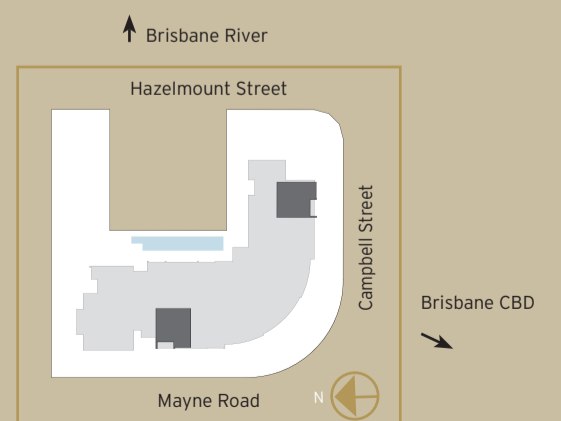 Brisbane River
Hazelmount Street
Campbell Street
Brisbane CBD
Mayne Road
N